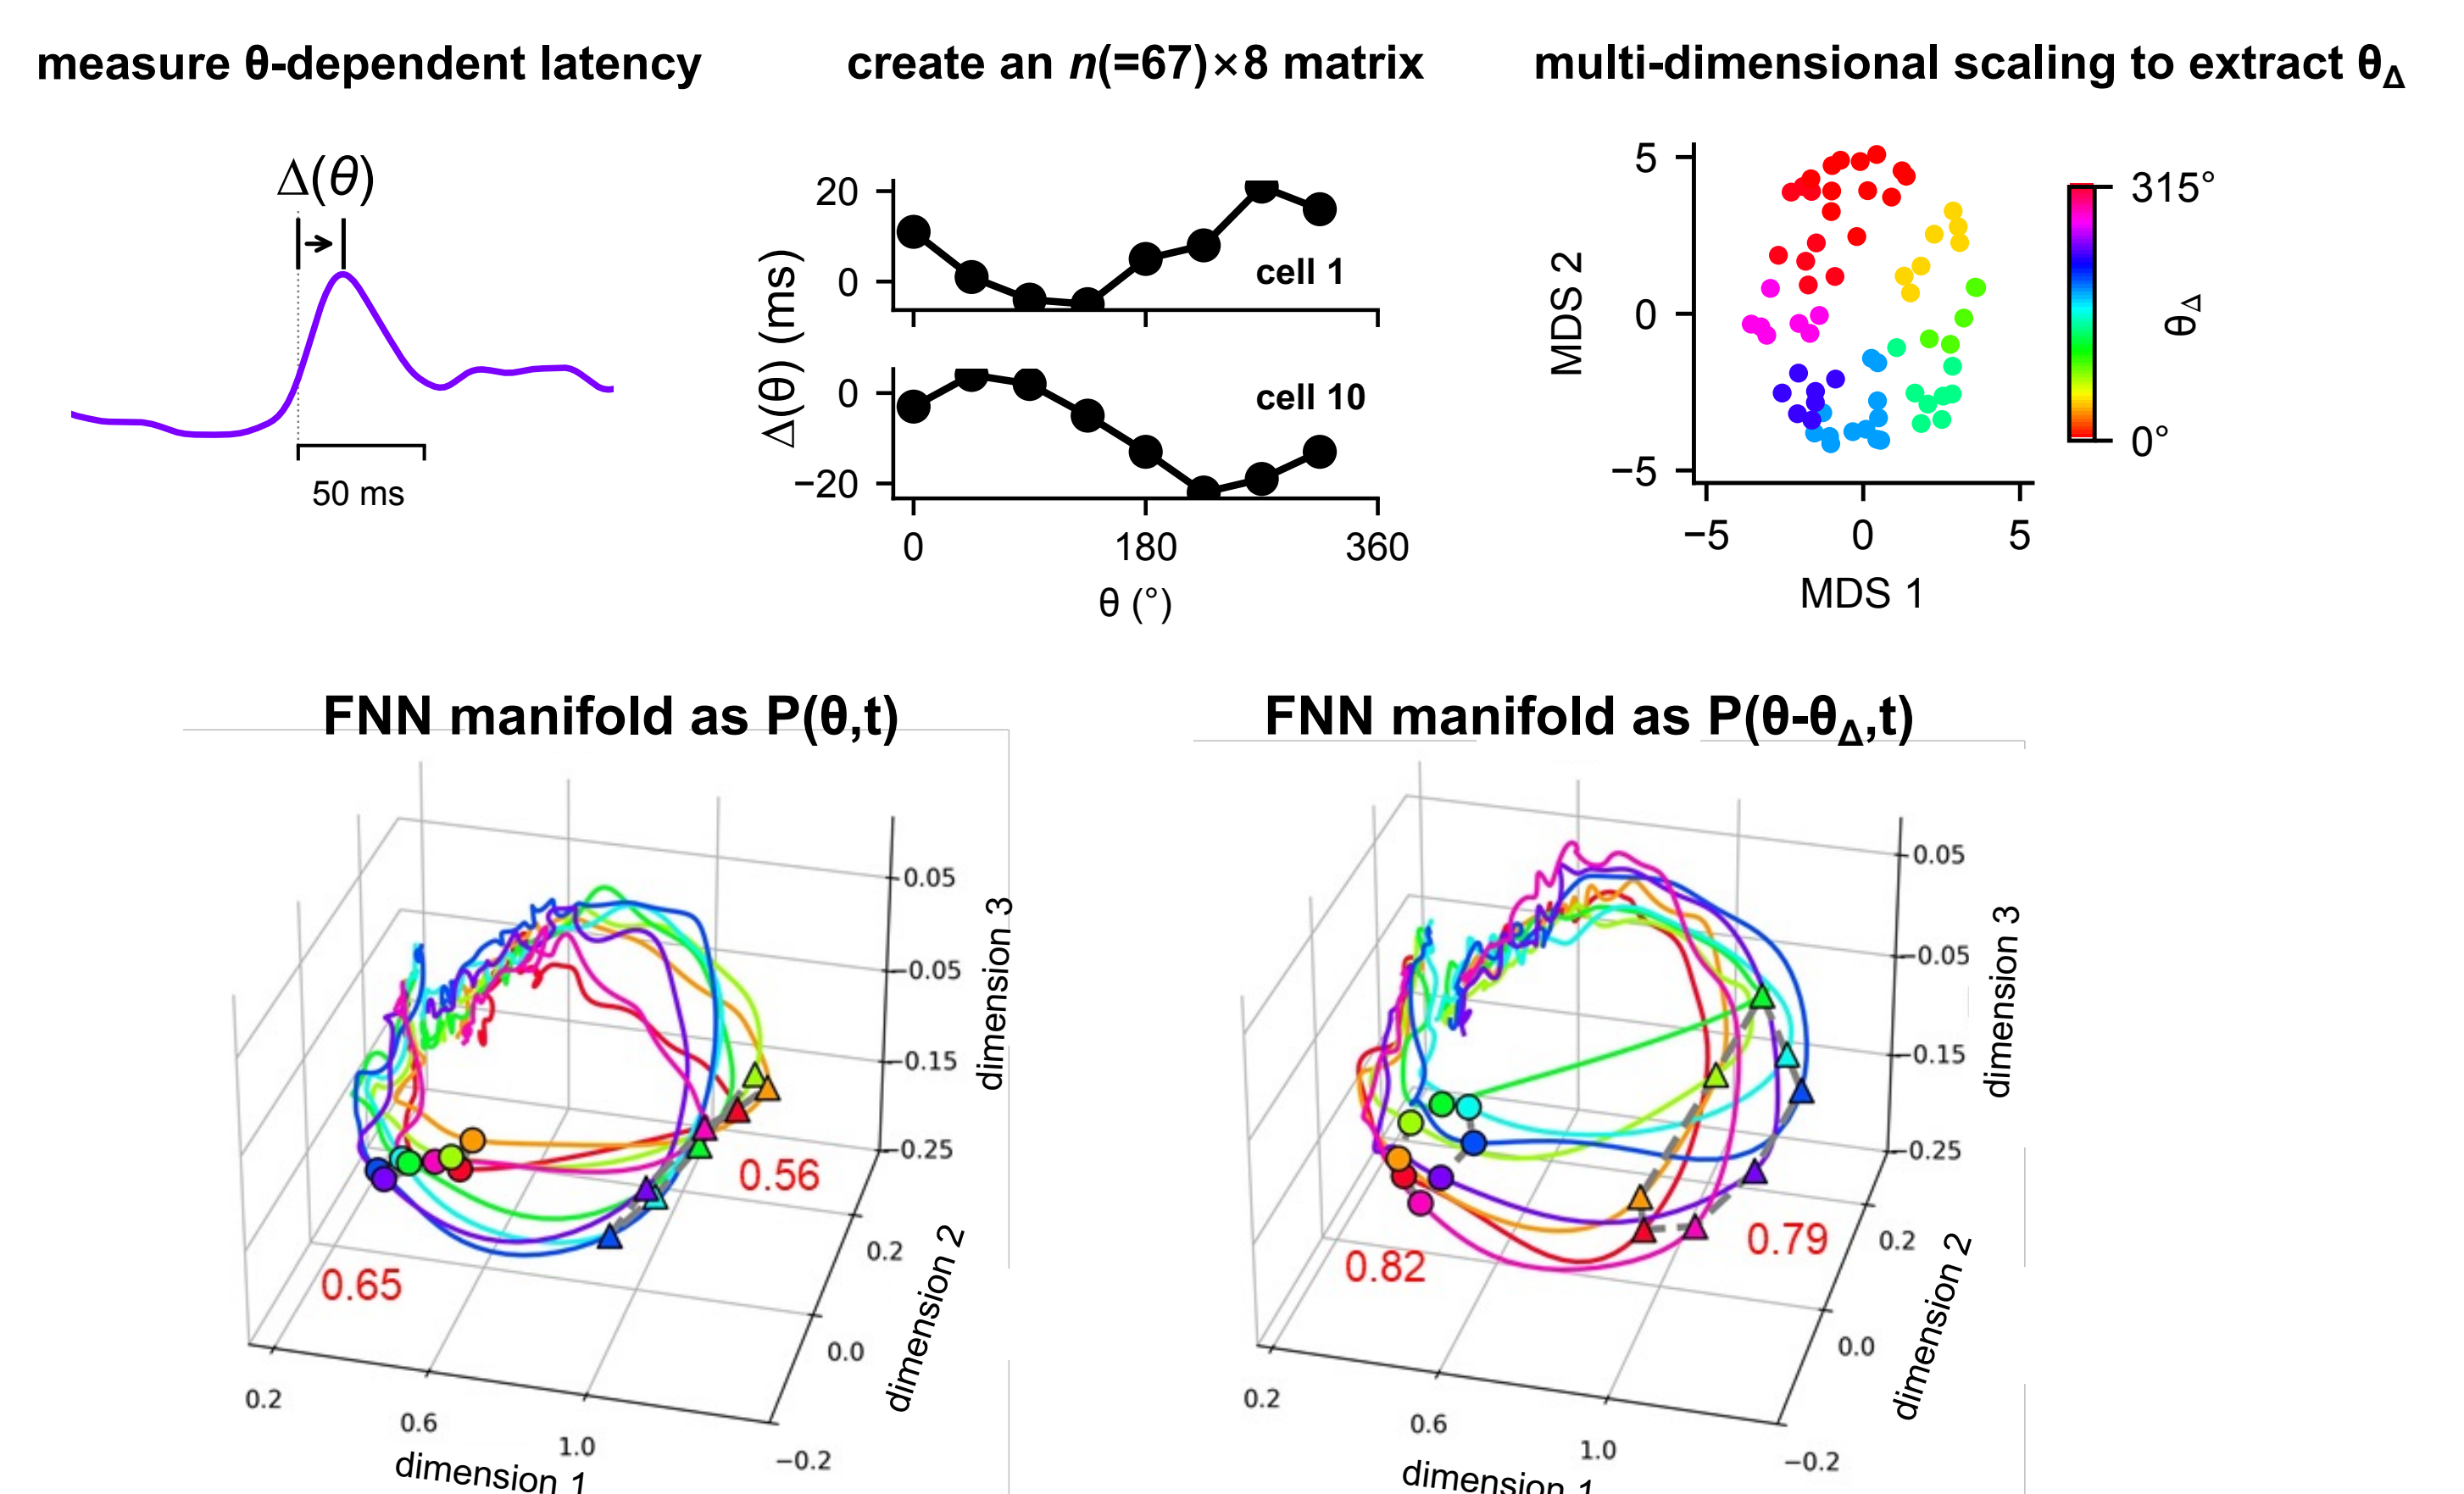 measure θ-dependent latency
Δ(θ)
50 ms
create an n(=67)×8 matrix
Δ(θ) (ms)
20
0
cell 1
0
−20
cell 10
0
180
360
θ (°)
multi-dimensional scaling to extract θΔ
MDS 2
5
0
−5
−5
0
5
MDS 1
315°
0°
θΔ
FNN manifold as P(θ,t)
0.05
−0.05
−0.15
−0.25
dimension 3
0.56
0.65
0.2
0.0
−0.2
dimension 2
0.2
0.6
1.0
dimension 1
FNN manifold as P(θ-θΔ,t)
0.05
−0.05
−0.15
−0.25
dimension 3
0.79
0.82
0.2
0.0
−0.2
dimension 2
0.2
0.6
1.0
dimension 1